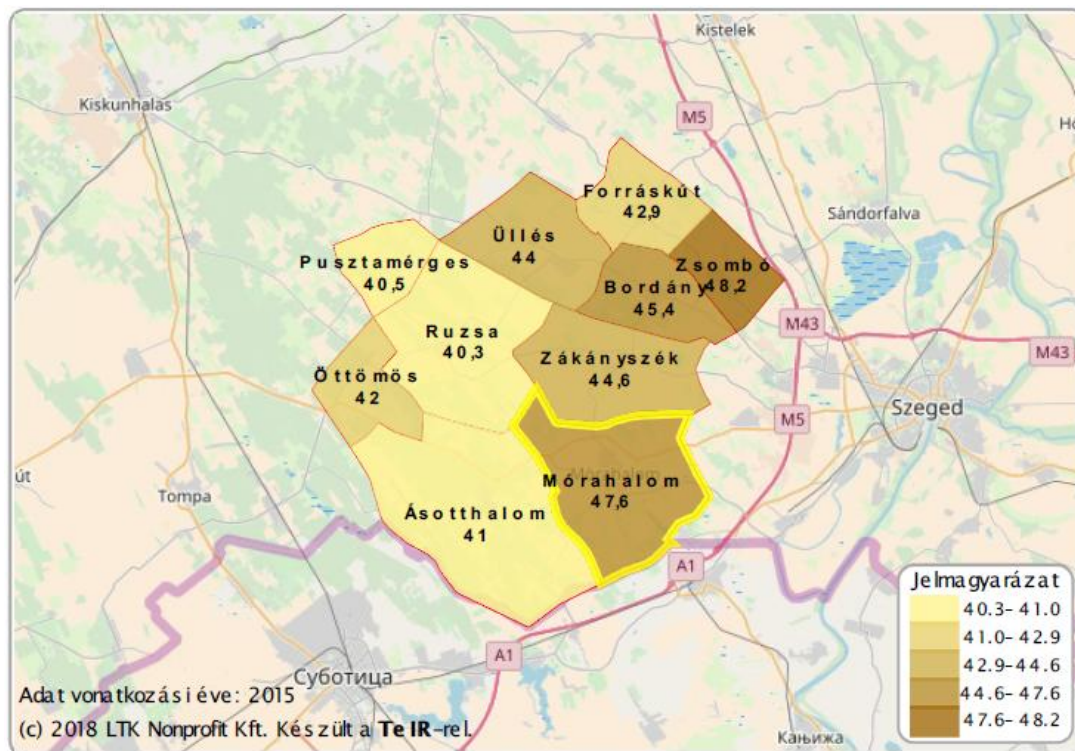 Kistelek
Kiskunhalas
M5
Forráskút
42,9
Sándorfalva
Üllés
44
Pusztamérges
40,5
Zsombó
48,2
Bordány
45,4
M43
M43
Ruzsa
40,3
Zákányszék
44,6
Öttömös
42
Szeged
M5
út
Mórahalom
Mórahalom
47,6
Tompa
Ásotthalom
41
A1
A1
Суботица
Кањижа
Jelmagyarázat
40.3-41.0
41.0-42.9
42.9-44.6
44.6-47.6
47.6-48.2
Adat vonatkozási éve: 2015
(c) 2018 LTK Nonprofit Kft. Készült a TeIR-rel.